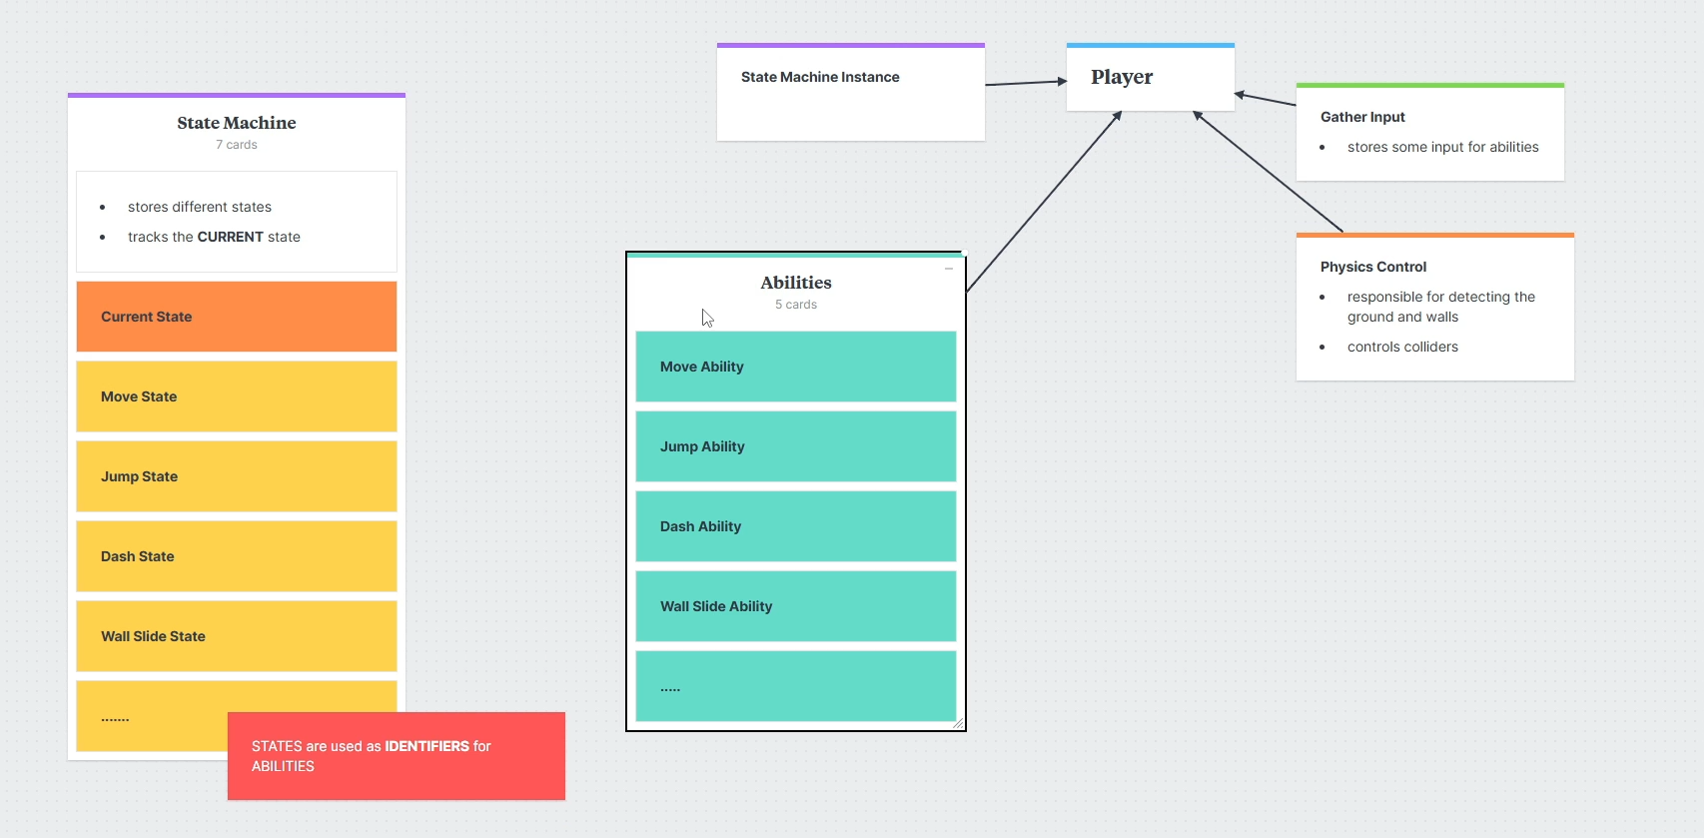 State Machine
7 cards
• stores different states
• tracks the CURRENT state
Current State
Move State
Jump State
Dash State
Wall Slide State
.......
STATES are used as IDENTIFIERS for
ABILITIES
State Machine Instance
Player
Abilities
5 cards
Move Ability
Jump Ability
Dash Ability
Wall Slide Ability
.....
Gather Input
• stores some input for abilities
Physics Control
• responsible for detecting the
ground and walls
• controls colliders